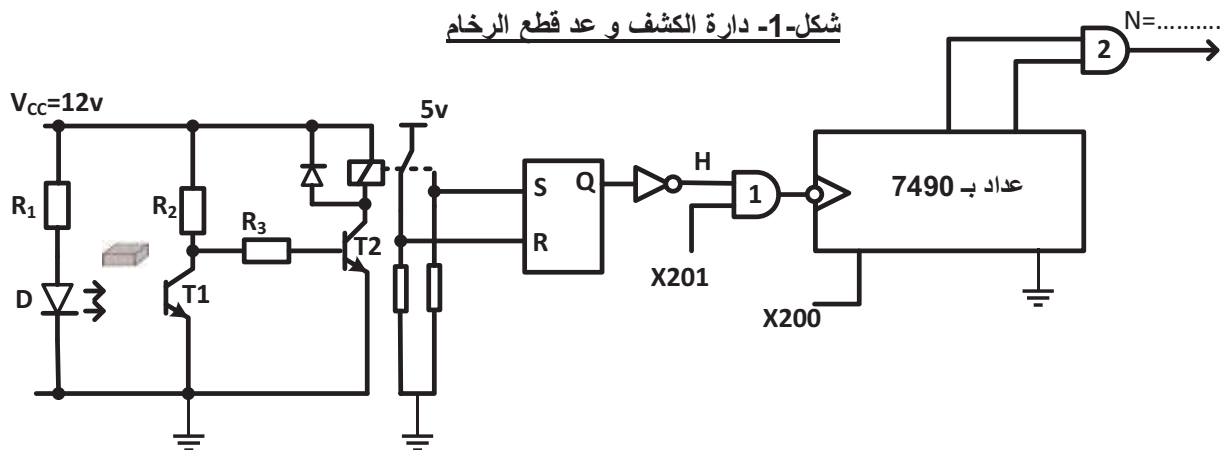 شكل-1- دارة الكشف و عد قطع الرخام
N=..........
2
V_CC=12v
5v
R₁
R₂
R₃
D
T1
T2
S
Q
R
H
1
X201
عداد بـ 7490
X200